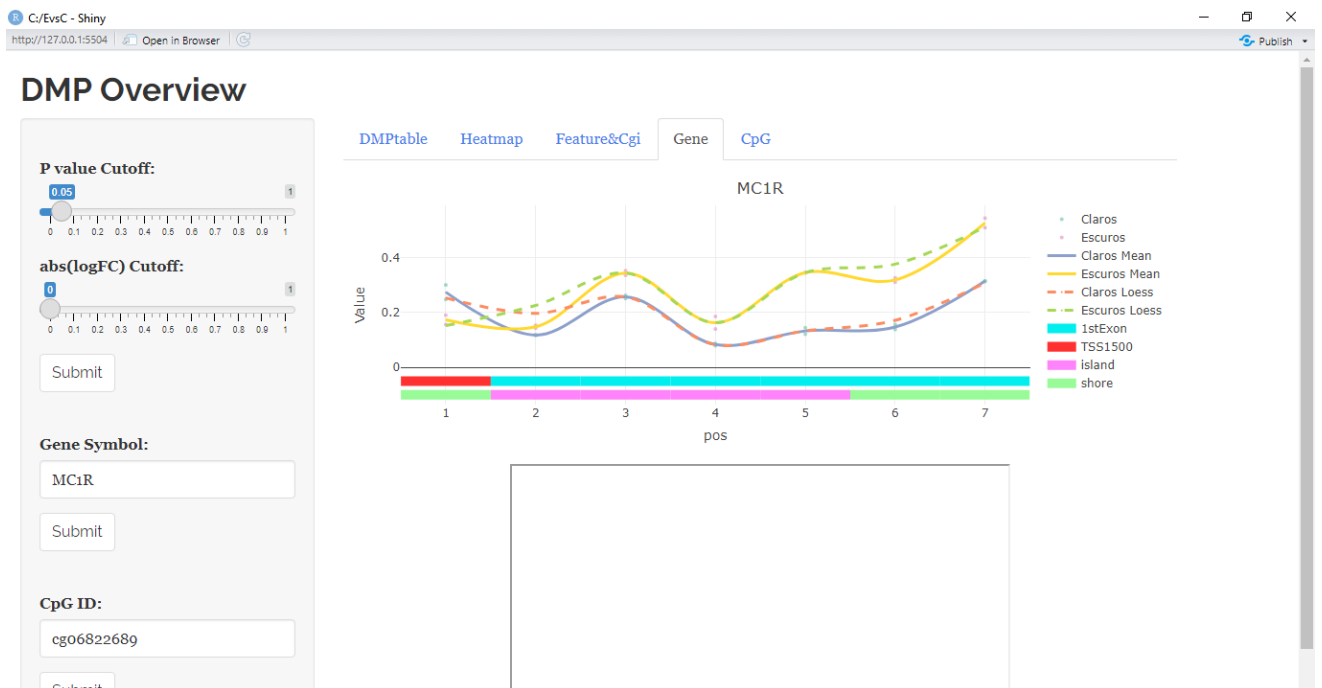 C:/EvsC - Shiny
http://127.0.0.1:5504 Open in Browser Publish
DMP Overview
P value Cutoff:
0.05 1
0 0.1 0.2 0.3 0.4 0.5 0.6 0.7 0.8 0.9 1
abs(logFC) Cutoff:
0 1
0 0.1 0.2 0.3 0.4 0.5 0.6 0.7 0.8 0.9 1
Submit
Gene Symbol:
MC1R
Submit
CpG ID:
cg06822689
Submit
DMPtable Heatmap Feature&Cgi Gene CpG
MC1R
Value
0.4
0.2
0
1 2 3 4 5 6 7
pos
Claros
Escuros
Claros Mean
Escuros Mean
Claros Loess
Escuros Loess
1stExon
TSS1500
island
shore